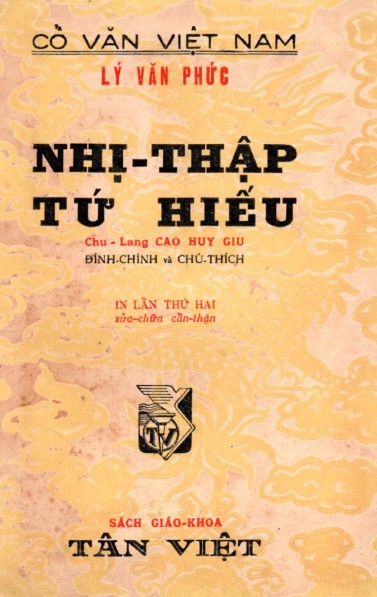 CỔ VĂN VIỆT NAM
LÝ VĂN PHỨC
NHỊ-THẬP
TỨ HIẾU
Chu-Lang CAO HUY GIU
ĐÍNH-CHÍNH và CHÚ-THÍCH
IN LẦN THỨ HAI
sửa-chữa cẩn-thận
TV
SÁCH GIÁO-KHOA
TÂN VIỆT